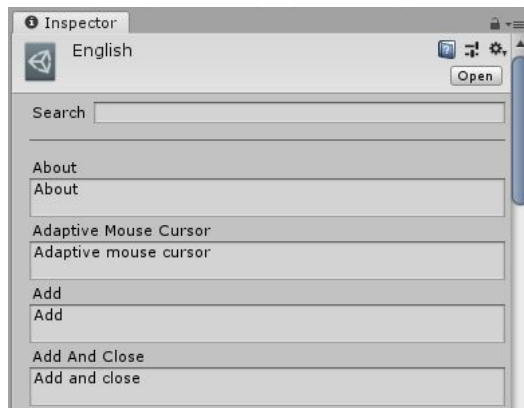 Inspector
English
Open
Search
About
About
Adaptive Mouse Cursor
Adaptive mouse cursor
Add
Add
Add And Close
Add and close